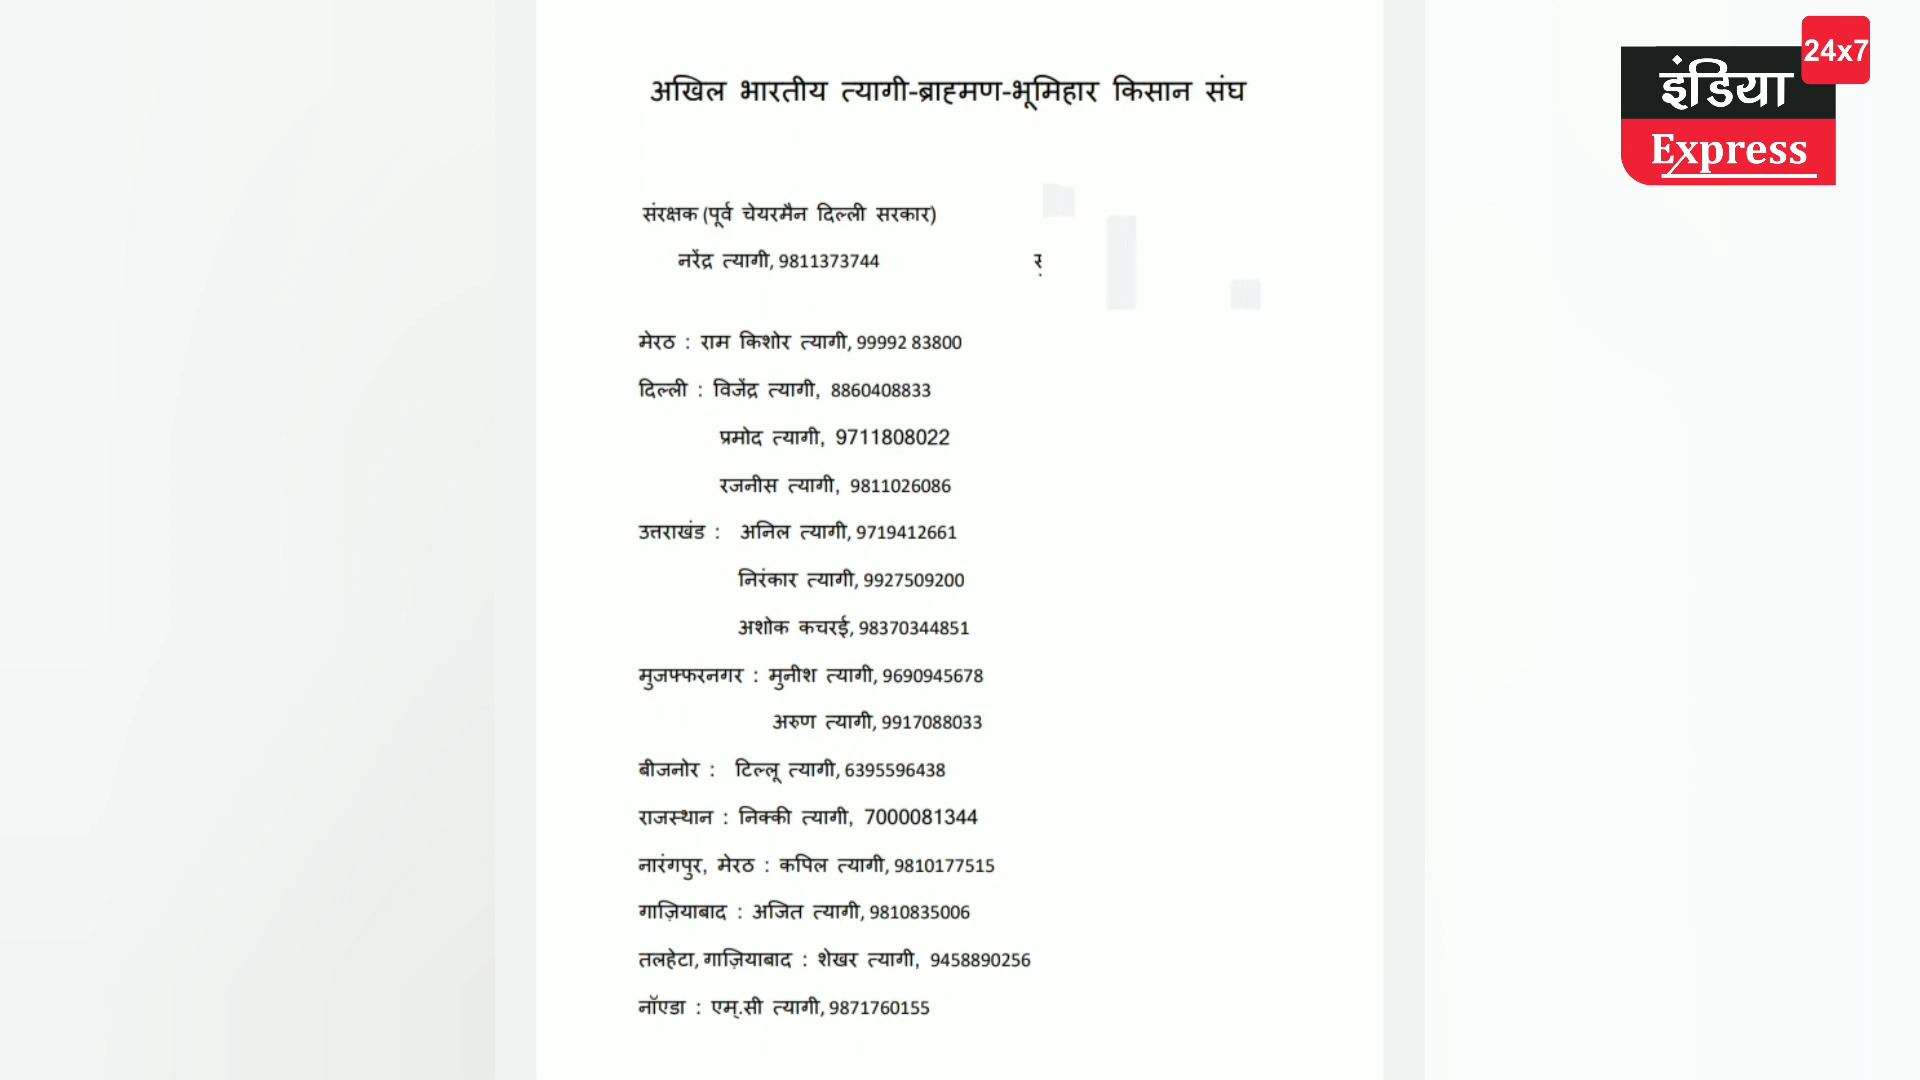 अखिल भारतीय त्यागी-ब्राह्मण-भूमिहार किसान संघ
24x7
इंडिया
Express
संरक्षक (पूर्व चेयरमैन दिल्ली सरकार)
नरेंद्र त्यागी, 9811373744
मेरठ : राम किशोर त्यागी, 99992 83800
दिल्ली : विजेंद्र त्यागी, 8860408833
प्रमोद त्यागी, 9711808022
रजनीस त्यागी, 9811026086
उत्तराखंड : अनिल त्यागी, 9719412661
निरंकार त्यागी, 9927509200
अशोक कचरई, 98370344851
मुजफ्फरनगर : मुनीश त्यागी, 9690945678
अरुण त्यागी, 9917088033
बीजनोर : टिल्लू त्यागी, 6395596438
राजस्थान : निक्की त्यागी, 7000081344
नारंगपुर, मेरठ : कपिल त्यागी, 9810177515
गाज़ियाबाद : अजित त्यागी, 9810835006
तलहेटा, गाज़ियाबाद : शेखर त्यागी, 9458890256
नॉएडा : एम्.सी त्यागी, 9871760155